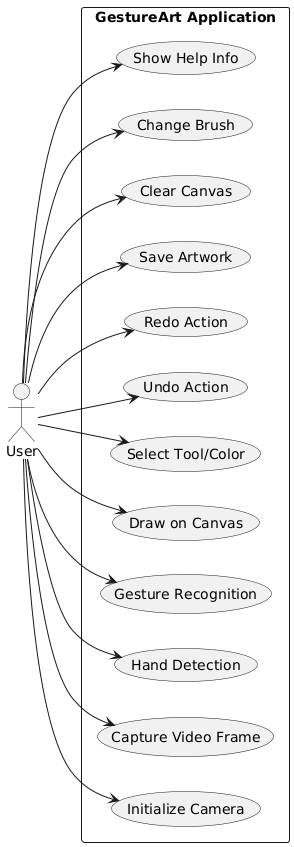 GestureArt Application
Show Help Info
Change Brush
Clear Canvas
Save Artwork
Redo Action
Undo Action
User
Select Tool/Color
Draw on Canvas
Gesture Recognition
Hand Detection
Capture Video Frame
Initialize Camera